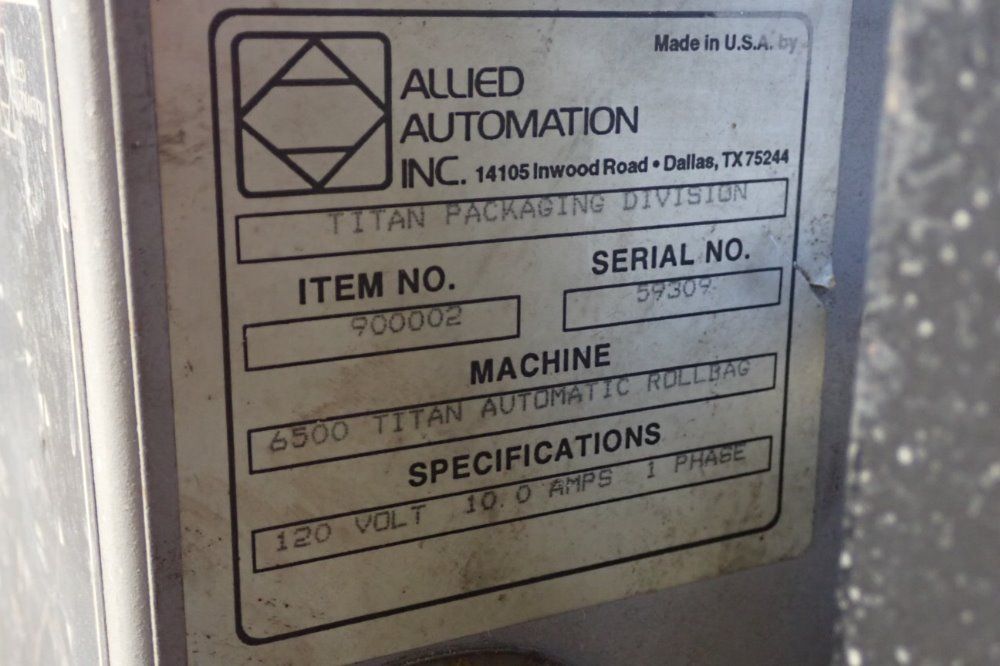 Made in U.S.A. by
ALLIED
AUTOMATION
INC. 14105 Inwood Road • Dallas, TX 75244
TITAN PACKAGING DIVISION
ITEM NO.
900002
SERIAL NO.
59309
MACHINE
6500 TITAN AUTOMATIC ROLLBAG
SPECIFICATIONS
120 VOLT 10.0 AMPS 1 PHASE